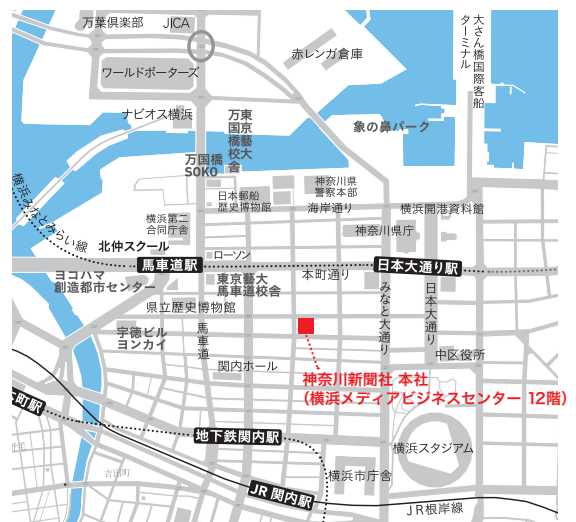 万葉倶楽部
JICA
ワールドポーターズ
赤レンガ倉庫
大さん橋国際客船
ターミナル
ナビオス横浜
万国橋
SOKO
東京藝大
万国橋校舎
象の鼻パーク
日本郵船
歴史博物館
神奈川県
警察本部
海岸通り
横浜開港資料館
横浜第二
合同庁舎
神奈川県庁
横浜みなとみらい線
北仲スクール
ローソン
馬車道駅
本町通り
日本大通り駅
ヨコハマ
創造都市センター
東京藝大
馬車道校舎
県立歴史博物館
みなと大通り
日本大通り
宇徳ビル
ヨンカイ
馬車道
関内ホール
中区役所
神奈川新聞社 本社
(横浜メディアビジネスセンター 12階)
町駅
地下鉄関内駅
横浜スタジアム
吉田町
横浜市庁舎
JR関内駅
JR根岸線